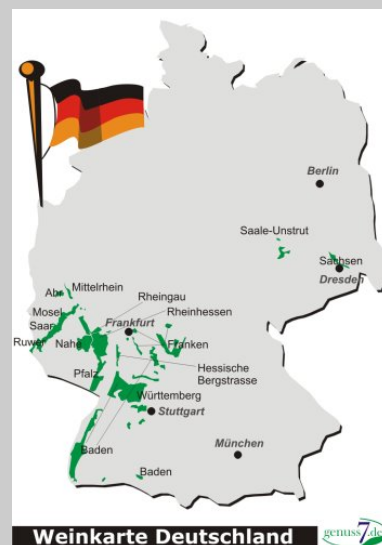 Berlin
Saale-Unstrut
Sachsen
Dresden
Ahr
Mittelrhein
Rheingau
Mosel
Saar
Ruwer
Frankfurt
Rheinhessen
Nahe
Franken
Pfalz
Hessische
Bergstrasse
Württemberg
Stuttgart
München
Baden
Baden
Weinkarte Deutschland
genuss7.de